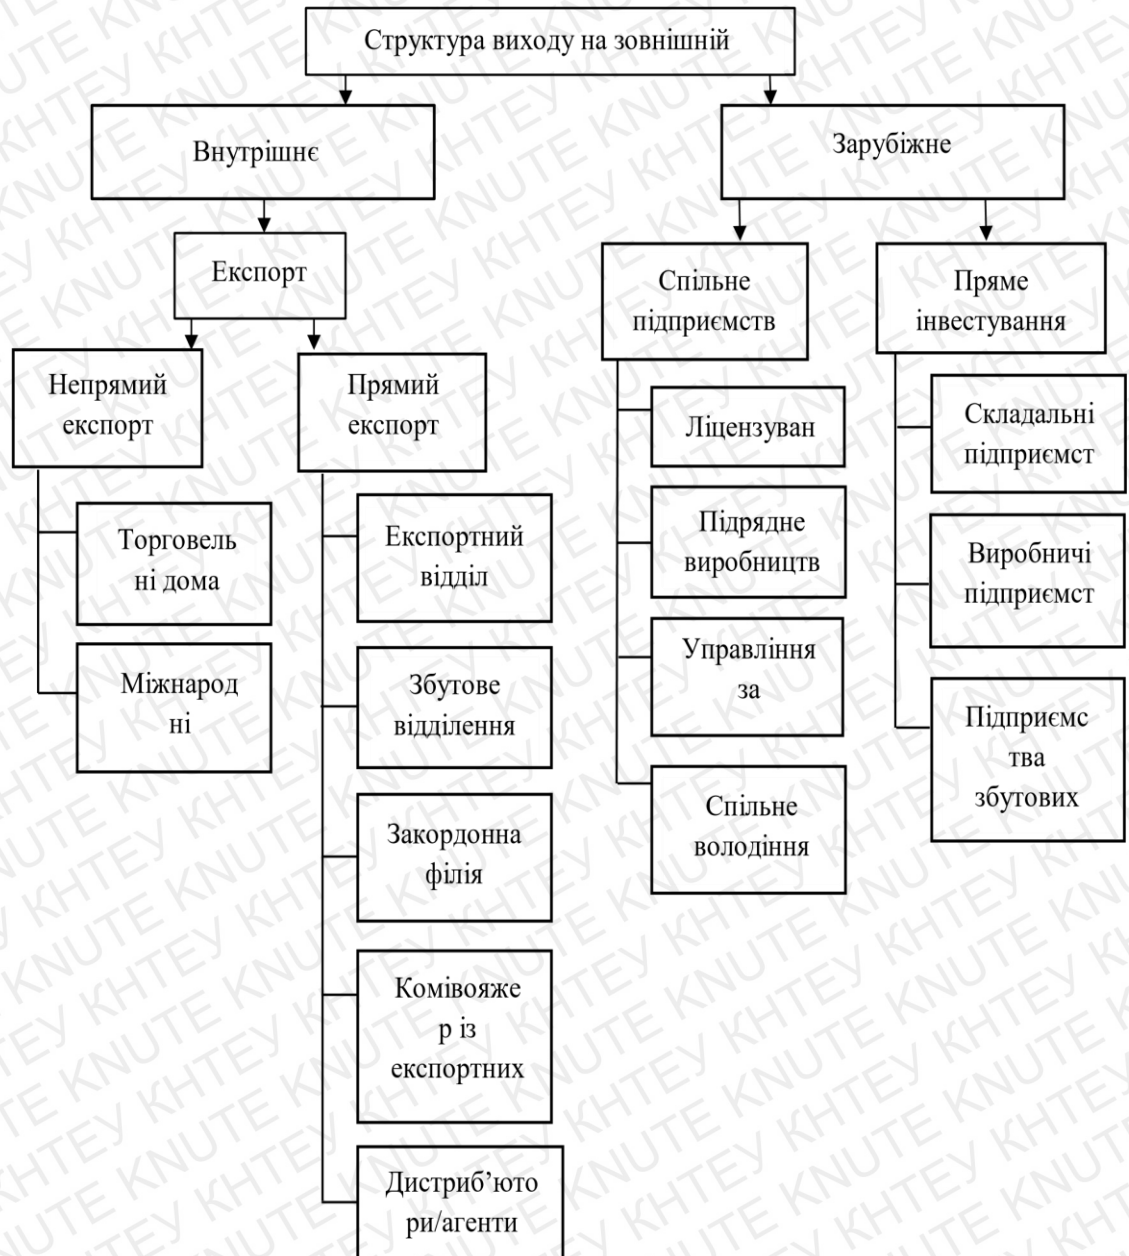 Структура виходу на зовнішній
Внутрішнє
Зарубіжне
Експорт
Спільне
підприємств
Пряме
інвестування
Непрямий
експорт
Прямий
експорт
Торговель
ні дома
Міжнарод
ні
Експортний
відділ
Збутове
відділення
Закордонна
філія
Комівояже
р із
експортних
Дистриб’юто
ри/агенти
Ліцензуван
Підрядне
виробництв
Управління
за
Спільне
володіння
Складальні
підприємст
Виробничі
підприємст
Підприємс
тва
збутових